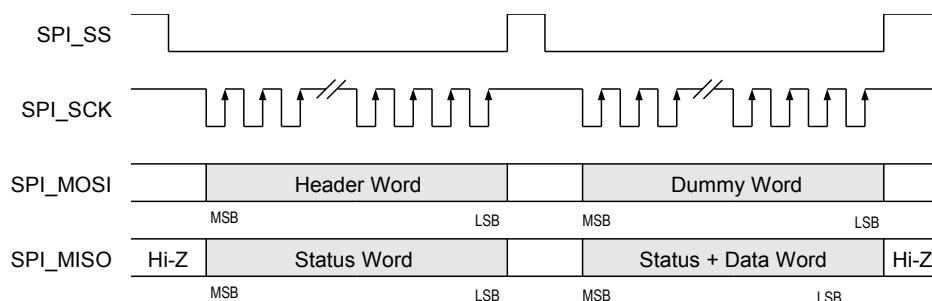 SPI_SS
SPI_SCK
SPI_MOSI Header Word Dummy Word
MSB LSB MSB LSB
SPI_MISO Hi-Z Status Word Status + Data Word Hi-Z
MSB LSB MSB LSB